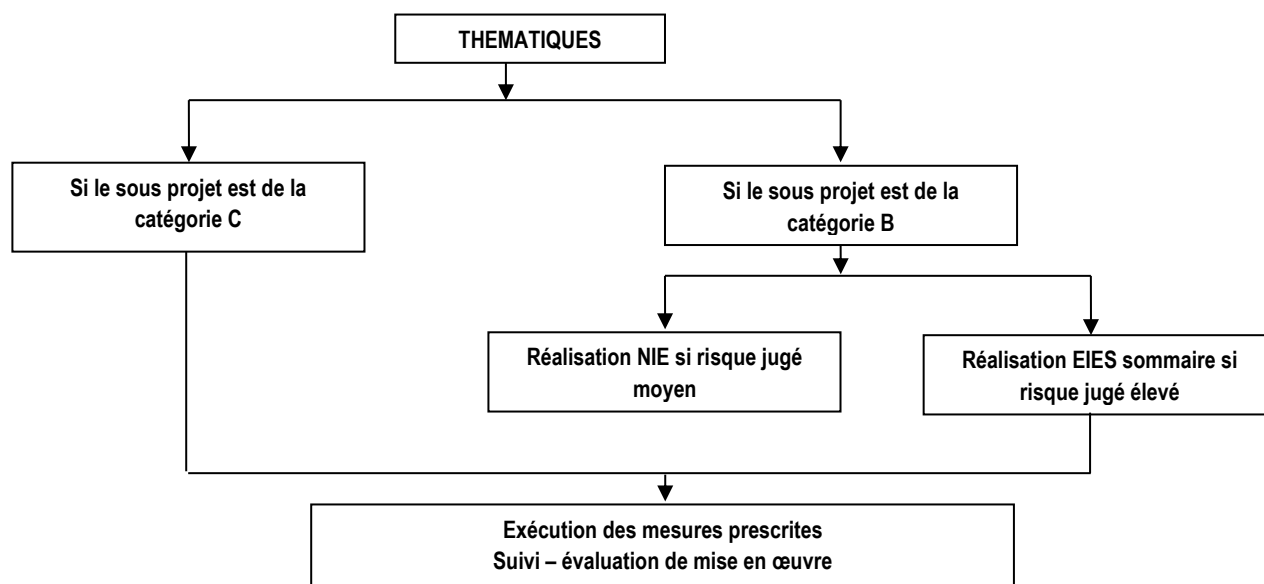 THEMATIQUES
Si le sous projet est de la
catégorie C
Si le sous projet est de la
catégorie B
Réalisation NIE si risque jugé
moyen
Réalisation EIES sommaire si
risque jugé élevé
Exécution des mesures prescrites
Suivi – évaluation de mise en œuvre